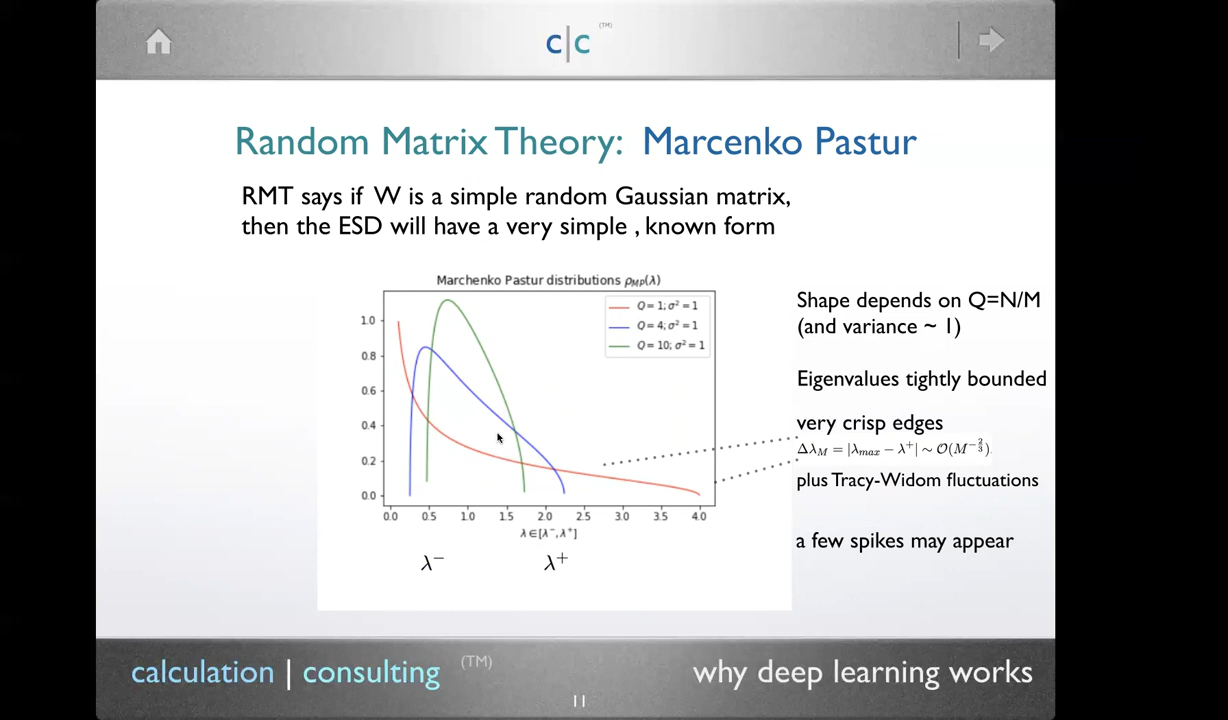 c|c (TM)
Random Matrix Theory: Marcenko Pastur
RMT says if W is a simple random Gaussian matrix,
then the ESD will have a very simple , known form
Marchenko Pastur distributions ρMP(λ)
Q = 1; σ² = 1
Q = 4; σ² = 1
Q = 10; σ² = 1
1.0
0.8
0.6
0.4
0.2
0.0
0.0 0.5 1.0 1.5 2.0 2.5 3.0 3.5 4.0
λ ∈ [λ⁻, λ⁺]
λ⁻ λ⁺
Shape depends on Q=N/M
(and variance ~ 1)
Eigenvalues tightly bounded
very crisp edges
Δλ_M = |λ_max − λ⁺| ∼ O(M^{−2/3}).
plus Tracy-Widom fluctuations
a few spikes may appear
calculation | consulting (TM) why deep learning works
11